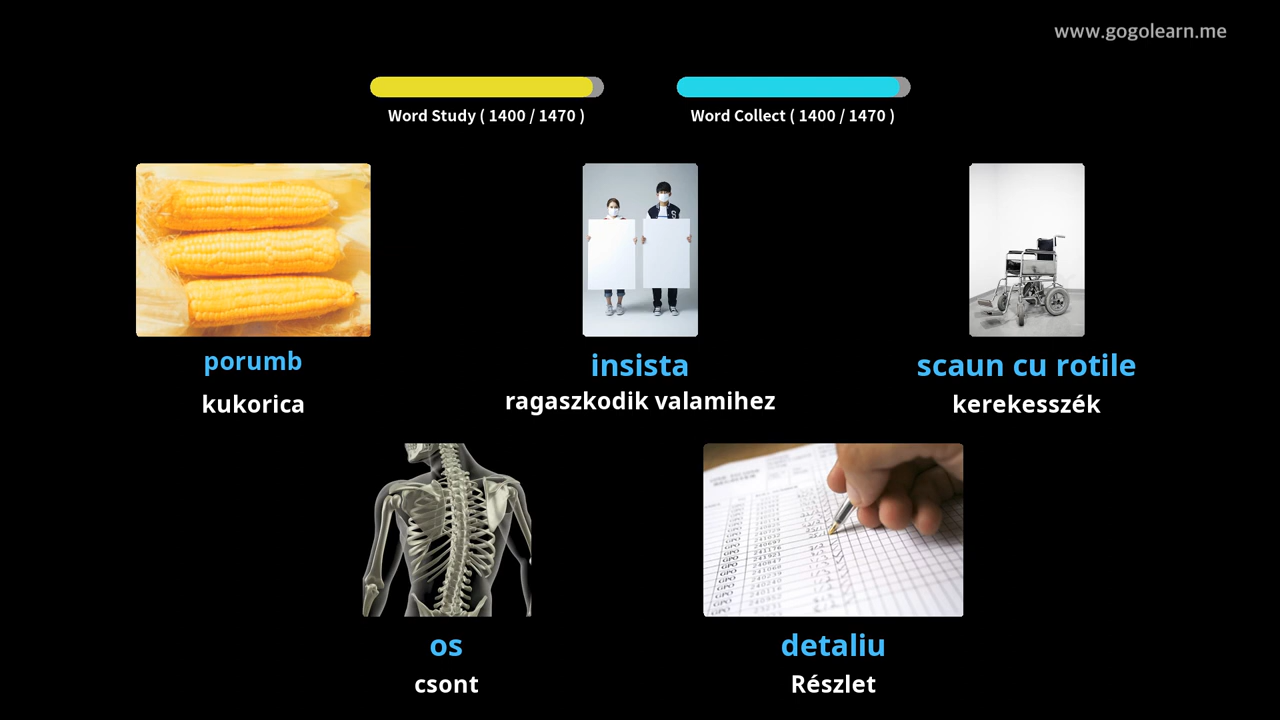 www.gogolearn.me
Word Study ( 1400 / 1470 )
Word Collect ( 1400 / 1470 )
porumb
kukorica
insista
ragaszkodik valamihez
scaun cu rotile
kerekesszék
os
csont
detaliu
Részlet